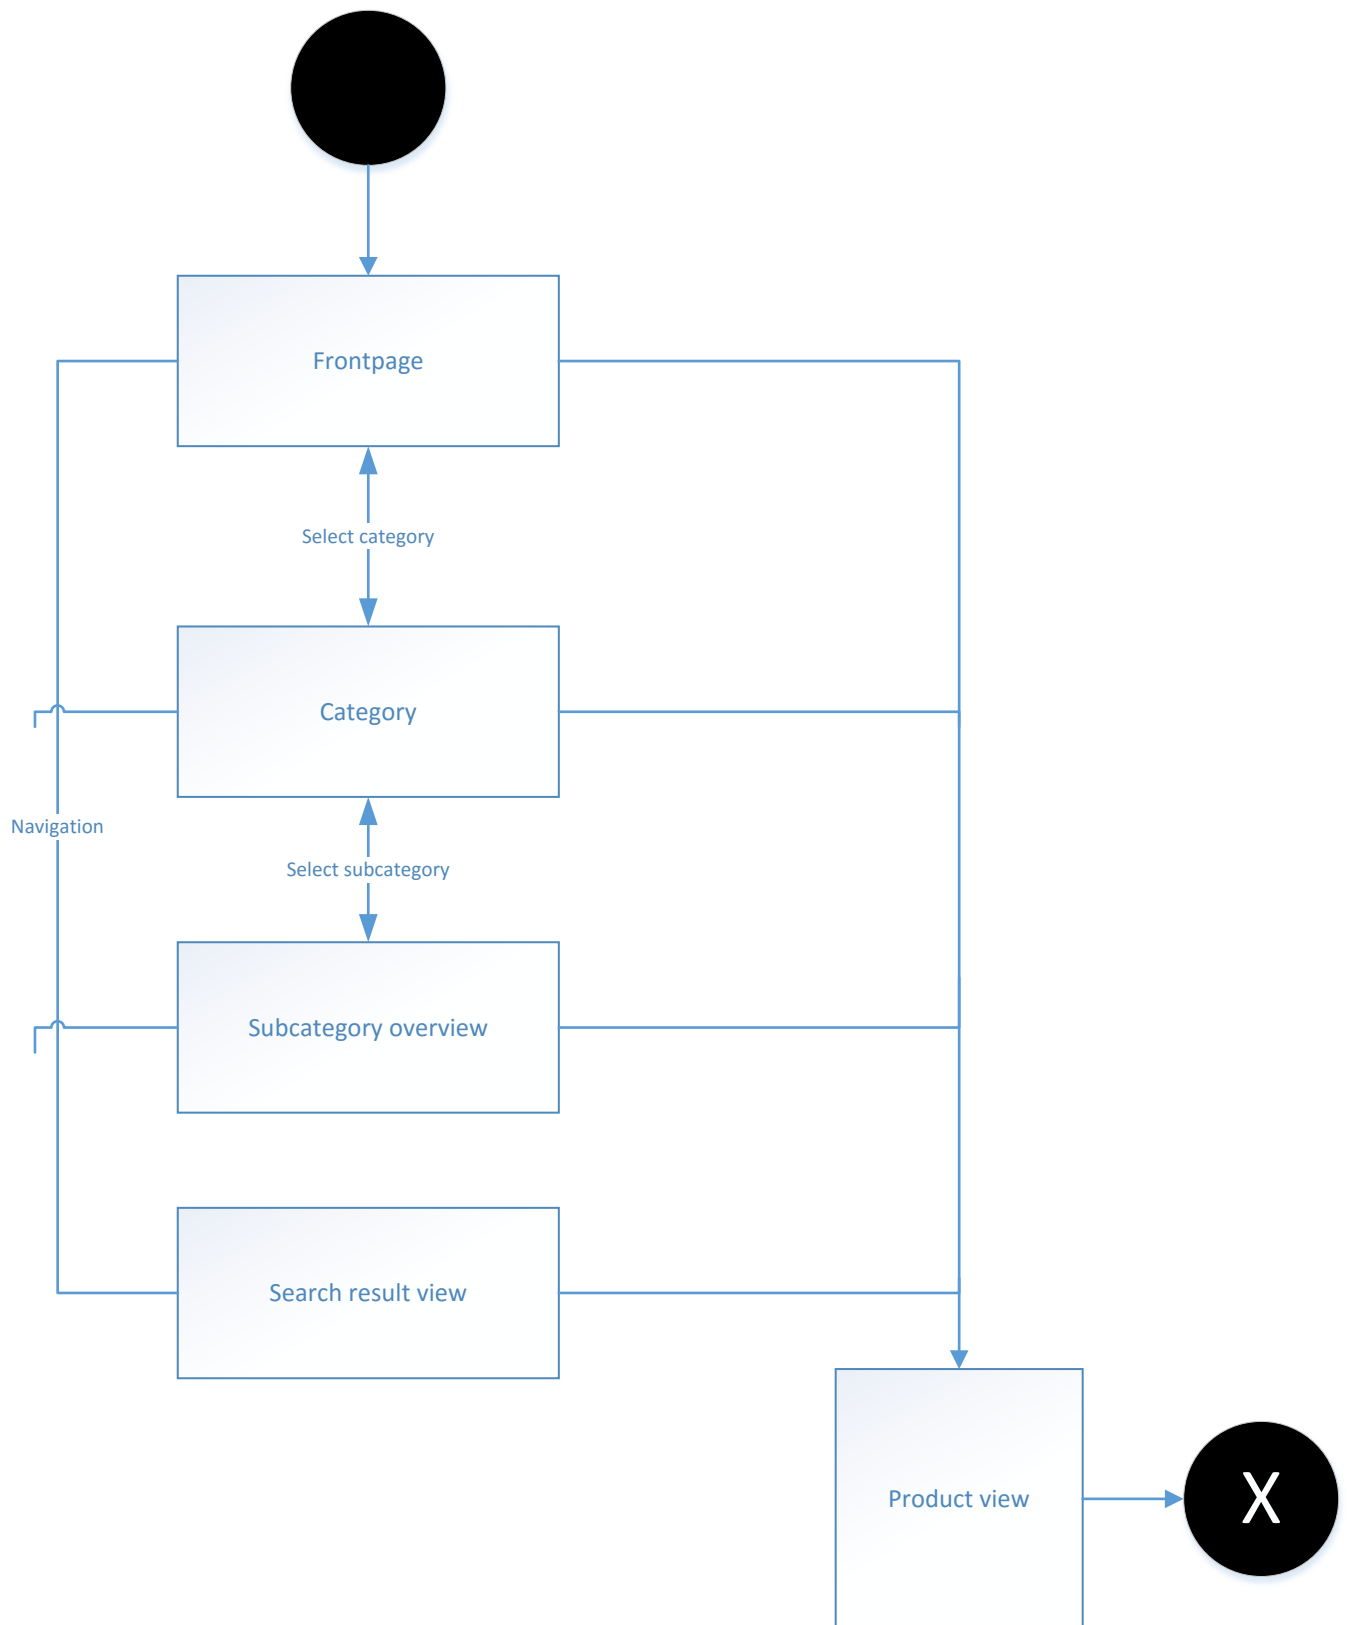 Frontpage
Select category
Category
Navigation
Select subcategory
Subcategory overview
Search result view
Product view
X